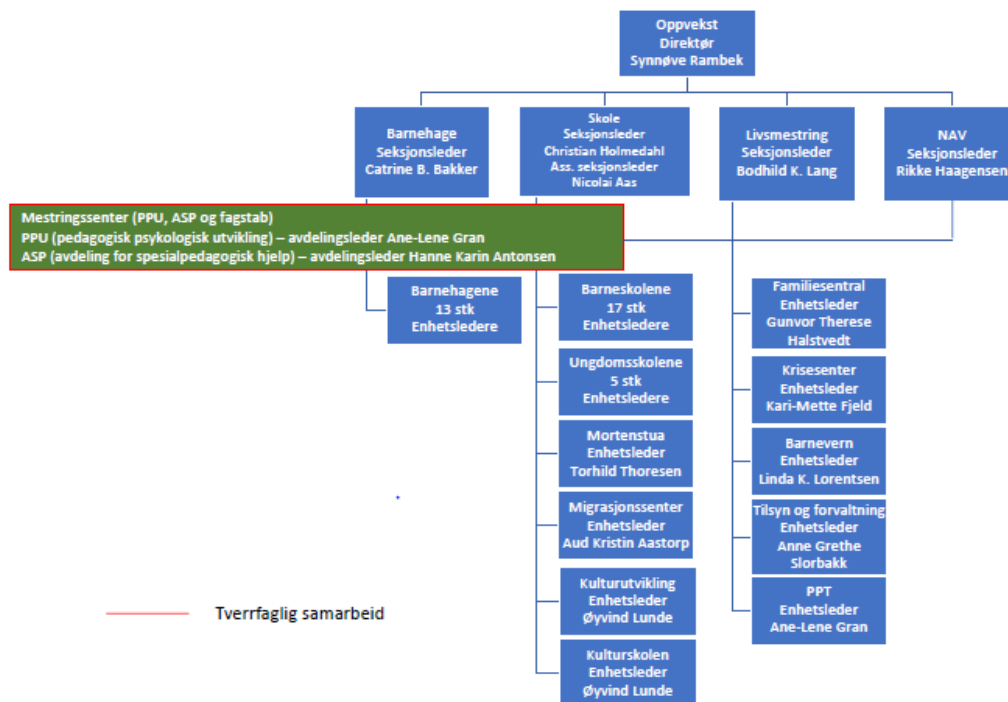 Oppvekst
Direktør
Synnøve Rambek
Barnehage
Seksjonsleder
Catrine B. Bakker
Skole
Seksjonsleder
Christian Holmedahl
Ass. seksjonsleder
Nicolai Aas
Livsmestring
Seksjonsleder
Bodhild K. Lang
NAV
Seksjonsleder
Rikke Haagensen
Mestringssenter (PPU, ASP og fagstab)
PPU (pedagogisk psykologisk utvikling) – avdelingsleder Ane-Lene Gran
ASP (avdeling for spesialpedagogisk hjelp) – avdelingsleder Hanne Karin Antonsen
Barnehagene
13 stk
Enhetsledere
Barneskolene
17 stk
Enhetsledere
Ungdomsskolene
5 stk
Enhetsledere
Mortenstua
Enhetsleder
Torhild Thoresen
Migrasjonssenter
Enhetsleder
Aud Kristin Aastorp
Kulturutvikling
Enhetsleder
Øyvind Lunde
Kulturskolen
Enhetsleder
Øyvind Lunde
Familiesentral
Enhetsleder
Gunvor Therese
Halstvedt
Krisesenter
Enhetsleder
Kari-Mette Fjeld
Barnevern
Enhetsleder
Linda K. Lorentsen
Tilsyn og forvaltning
Enhetsleder
Anne Grethe
Slorbakk
PPT
Enhetsleder
Ane-Lene Gran
Tverrfaglig samarbeid